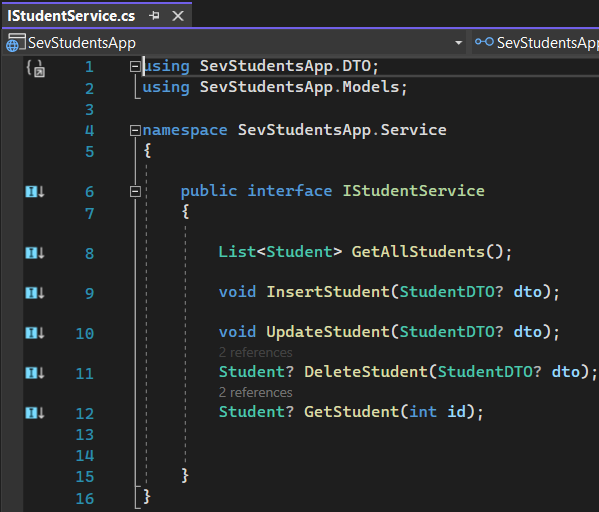 IStudentService.cs
SevStudentsApp
SevStudentsApp
1 using SevStudentsApp.DTO;
2 using SevStudentsApp.Models;
3
4 namespace SevStudentsApp.Service
5 {
6 public interface IStudentService
7 {
8 List<Student> GetAllStudents();
9 void InsertStudent(StudentDTO? dto);
10 void UpdateStudent(StudentDTO? dto);
2 references
11 Student? DeleteStudent(StudentDTO? dto);
2 references
12 Student? GetStudent(int id);
13
14
15 }
16 }